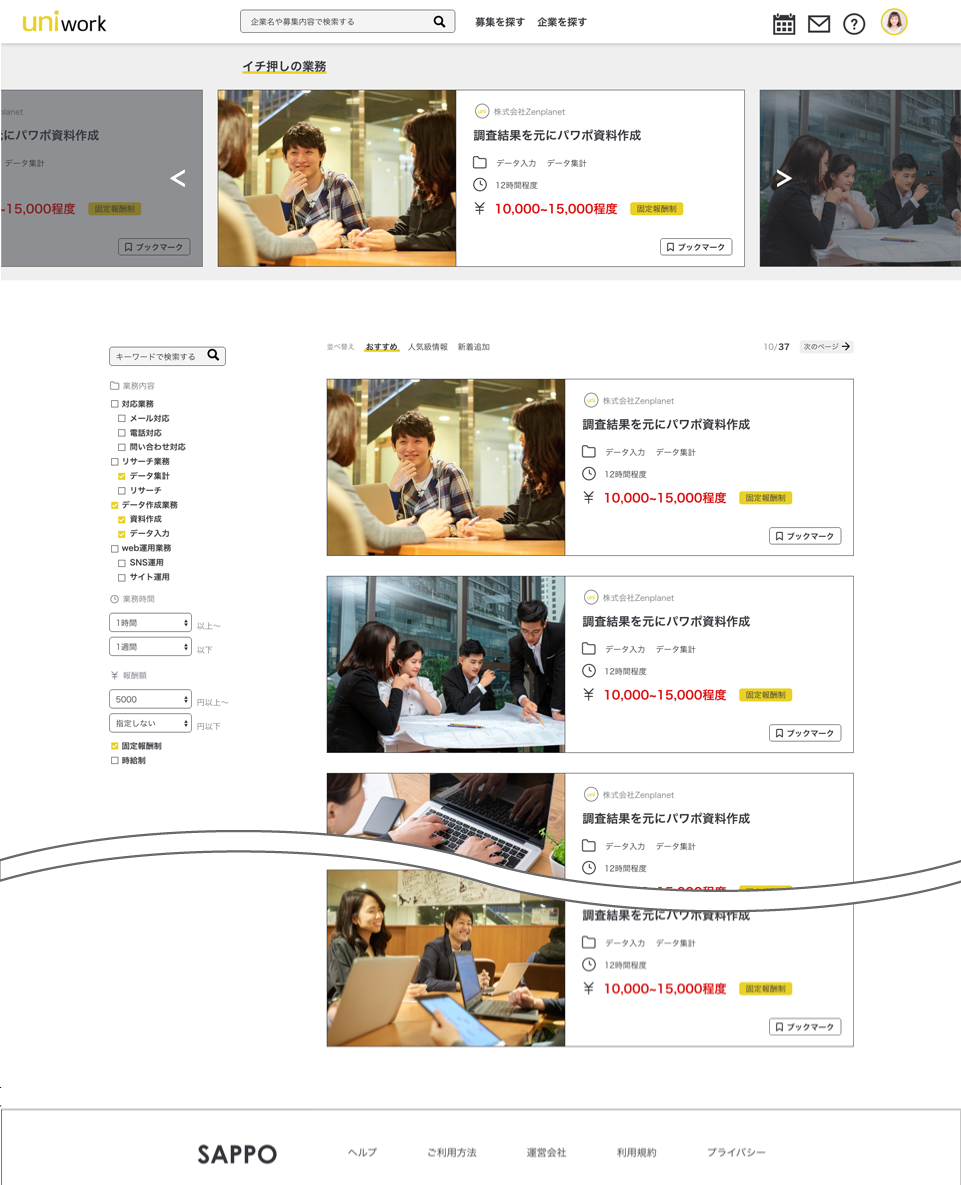 uniwork
企業名や募集内容で検索する
募集を探す 企業を探す
?
イチ押しの業務
planet
元にパワポ資料作成
データ集計
~15,000程度 固定報酬制
ブックマーク
<
uni 株式会社Zenplanet
調査結果を元にパワポ資料作成
データ入力 データ集計
12時間程度
¥ 10,000~15,000程度 固定報酬制
ブックマーク
>
キーワードで検索する
業務内容
対応業務
メール対応
電話対応
問い合わせ対応
リサーチ業務
データ集計
リサーチ
データ作成業務
資料作成
データ入力
web運用業務
SNS運用
サイト運用
業務時間
1時間 以上〜
1週間 以下
¥ 報酬額
5000 円以上〜
指定しない 円以下
固定報酬制
時給制
並べ替え おすすめ 人気級情報 新着追加
10/37 次のページ
uni 株式会社Zenplanet
調査結果を元にパワポ資料作成
データ入力 データ集計
12時間程度
¥ 10,000~15,000程度 固定報酬制
ブックマーク
uni 株式会社Zenplanet
調査結果を元にパワポ資料作成
データ入力 データ集計
12時間程度
¥ 10,000~15,000程度 固定報酬制
ブックマーク
uni 株式会社Zenplanet
調査結果を元にパワポ資料作成
データ入力 データ集計
12時間程度
調査結果を元にパワポ資料作成
データ入力 データ集計
12時間程度
¥ 10,000~15,000程度 固定報酬制
ブックマーク
SAPPO
ヘルプ ご利用方法 運営会社 利用規約 プライバシー